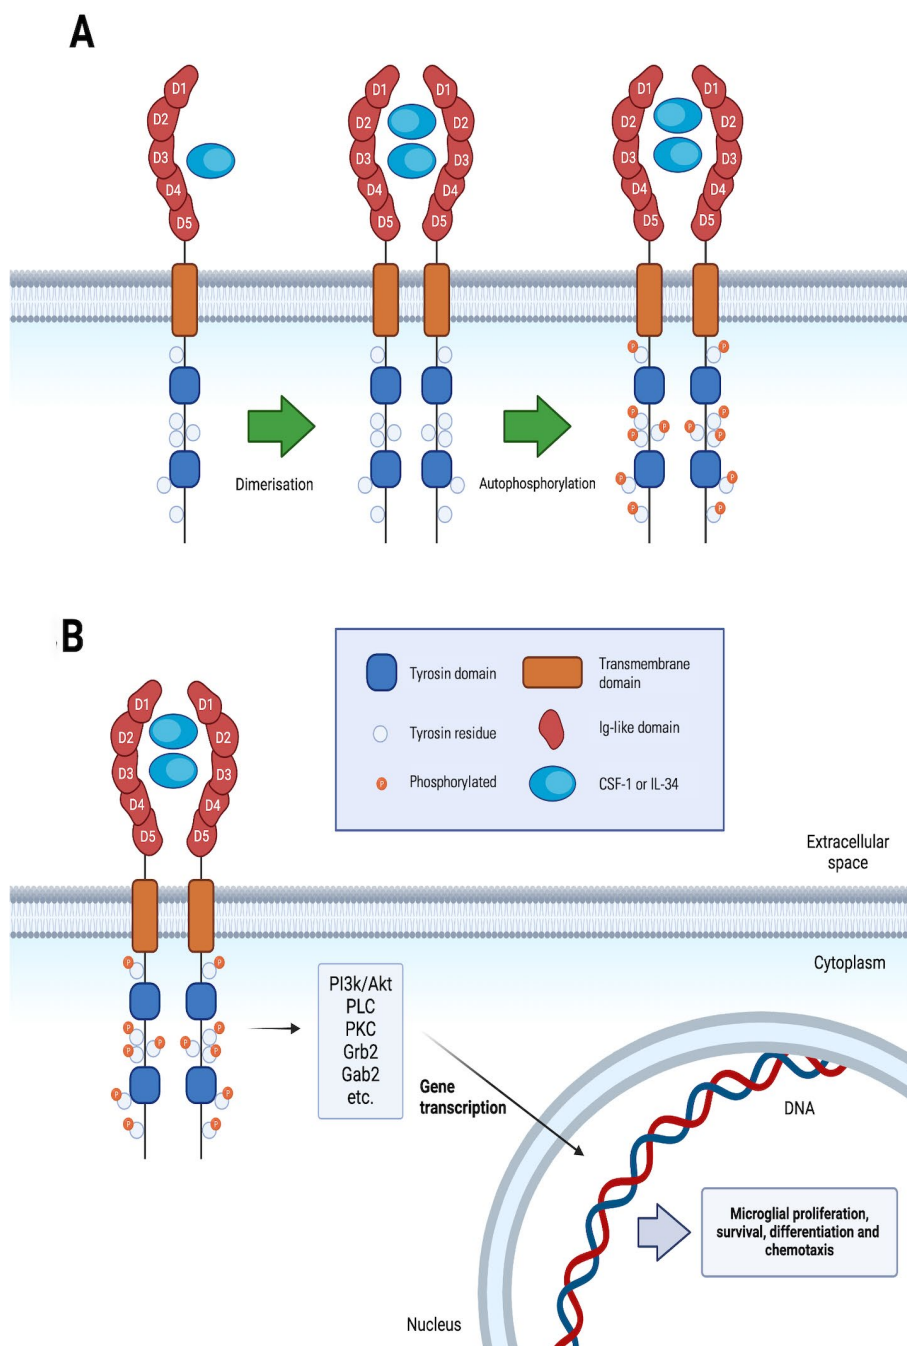 A
D1
D2
D3
D4
D5
D1
D2
D3
D4
D5
D1
D2
D3
D4
D5
D1
D2
D3
D4
D5
D1
D2
D3
D4
D5
Dimerisation
Autophosphorylation
P
P
P
P
P
P
P
P
P
P
P
P
B
Tyrosin domain
Transmembrane
domain
Tyrosin residue
Ig-like domain
P
Phosphorylated
CSF-1 or IL-34
D1
D2
D3
D4
D5
D1
D2
D3
D4
D5
Extracellular
space
Cytoplasm
P
P
P
P
P
P
P
P
P
P
P
P
PI3k/Akt
PLC
PKC
Grb2
Gab2
etc.
Gene
transcription
DNA
Microglial proliferation,
survival, differentiation and
chemotaxis
Nucleus